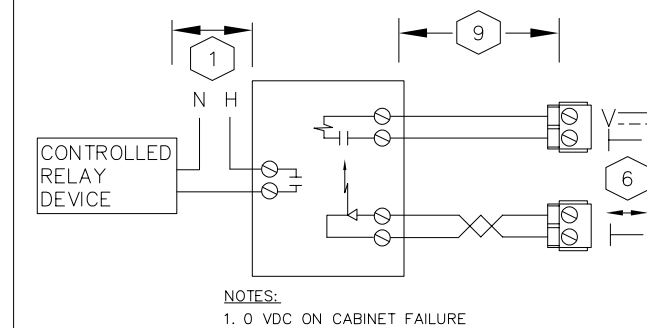 1
9
N H
V
CONTROLLED
RELAY
DEVICE
6
NOTES:
1. 0 VDC ON CABINET FAILURE